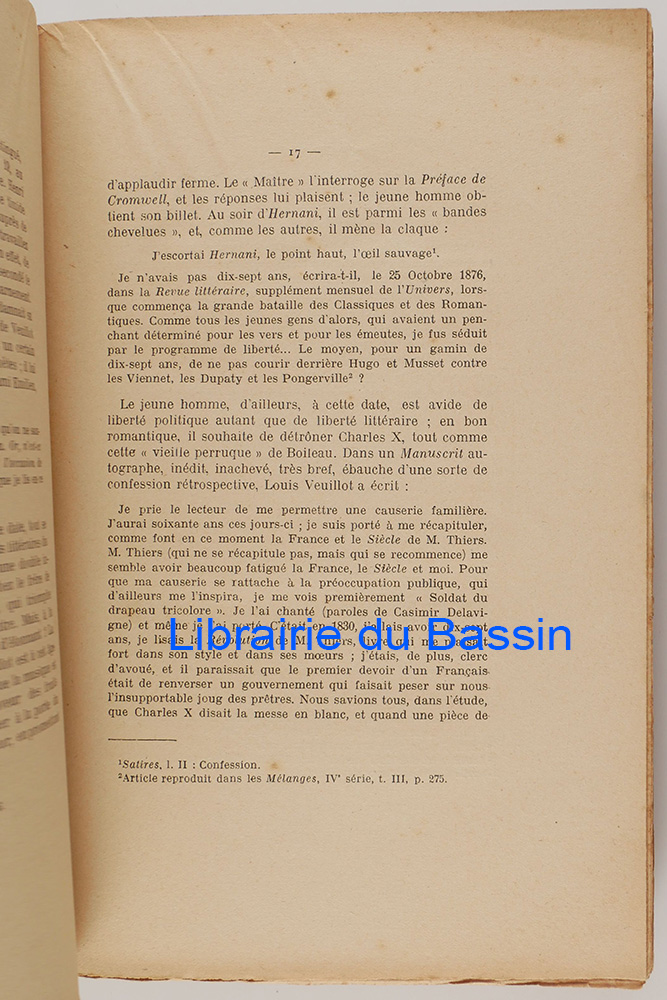 — 17 —
d'applaudir ferme. Le « Maître » l'interroge sur la Préface de
Cromwell, et les réponses lui plaisent ; le jeune homme ob-
tient son billet. Au soir d'Hernani, il est parmi les « bandes
chevelues », et, comme les autres, il mène la claque :
J'escortai Hernani, le point haut, l'œil sauvage¹.
Je n'avais pas dix-sept ans, écrira-t-il, le 25 Octobre 1876,
dans la Revue littéraire, supplément mensuel de l'Univers, lors-
que commença la grande bataille des Classiques et des Roman-
tiques. Comme tous les jeunes gens d'alors, qui avaient un pen-
chant déterminé pour les vers et pour les émeutes, je fus séduit
par le programme de liberté... Le moyen, pour un gamin de
dix-sept ans, de ne pas courir derrière Hugo et Musset contre
les Viennet, les Dupaty et les Pongerville² ?
Le jeune homme, d'ailleurs, à cette date, est avide de
liberté politique autant que de liberté littéraire ; en bon
romantique, il souhaite de détrôner Charles X, tout comme
cette « vieille perruque » de Boileau. Dans un Manuscrit au-
tographe, inédit, inachevé, très bref, ébauche d'une sorte de
confession rétrospective, Louis Veuillot a écrit :
Je prie le lecteur de me permettre une causerie familière.
J'aurai soixante ans ces jours-ci ; je suis porté à me récapituler,
comme font en ce moment la France et le Siècle de M. Thiers.
M. Thiers (qui ne se récapitule pas, mais qui se recommence) me
semble avoir beaucoup fatigué la France, le Siècle et moi. Pour
que ma causerie se rattache à la préoccupation publique, qui
d'ailleurs me l'inspira, je me vois premièrement « Soldat du
drapeau tricolore ». Je l'ai chanté (paroles de Casimir Delavi-
gne) et même je l'ai porté. C'était en 1830, j'allais avoir dix-sept
ans, je lisais la Révolution de M. Thiers, livre qui me plaisait
fort dans son style et dans ses mœurs ; j'étais, de plus, clerc
d'avoué, et il paraissait que le premier devoir d'un Français
était de renverser un gouvernement qui faisait peser sur nous
l'insupportable joug des prêtres. Nous savions tous, dans l'étude,
que Charles X disait la messe en blanc, et quand une pièce de
¹Satires, l. II : Confession.
²Article reproduit dans les Mélanges, IVᵉ série, t. III, p. 275.
Librairie du Bassin